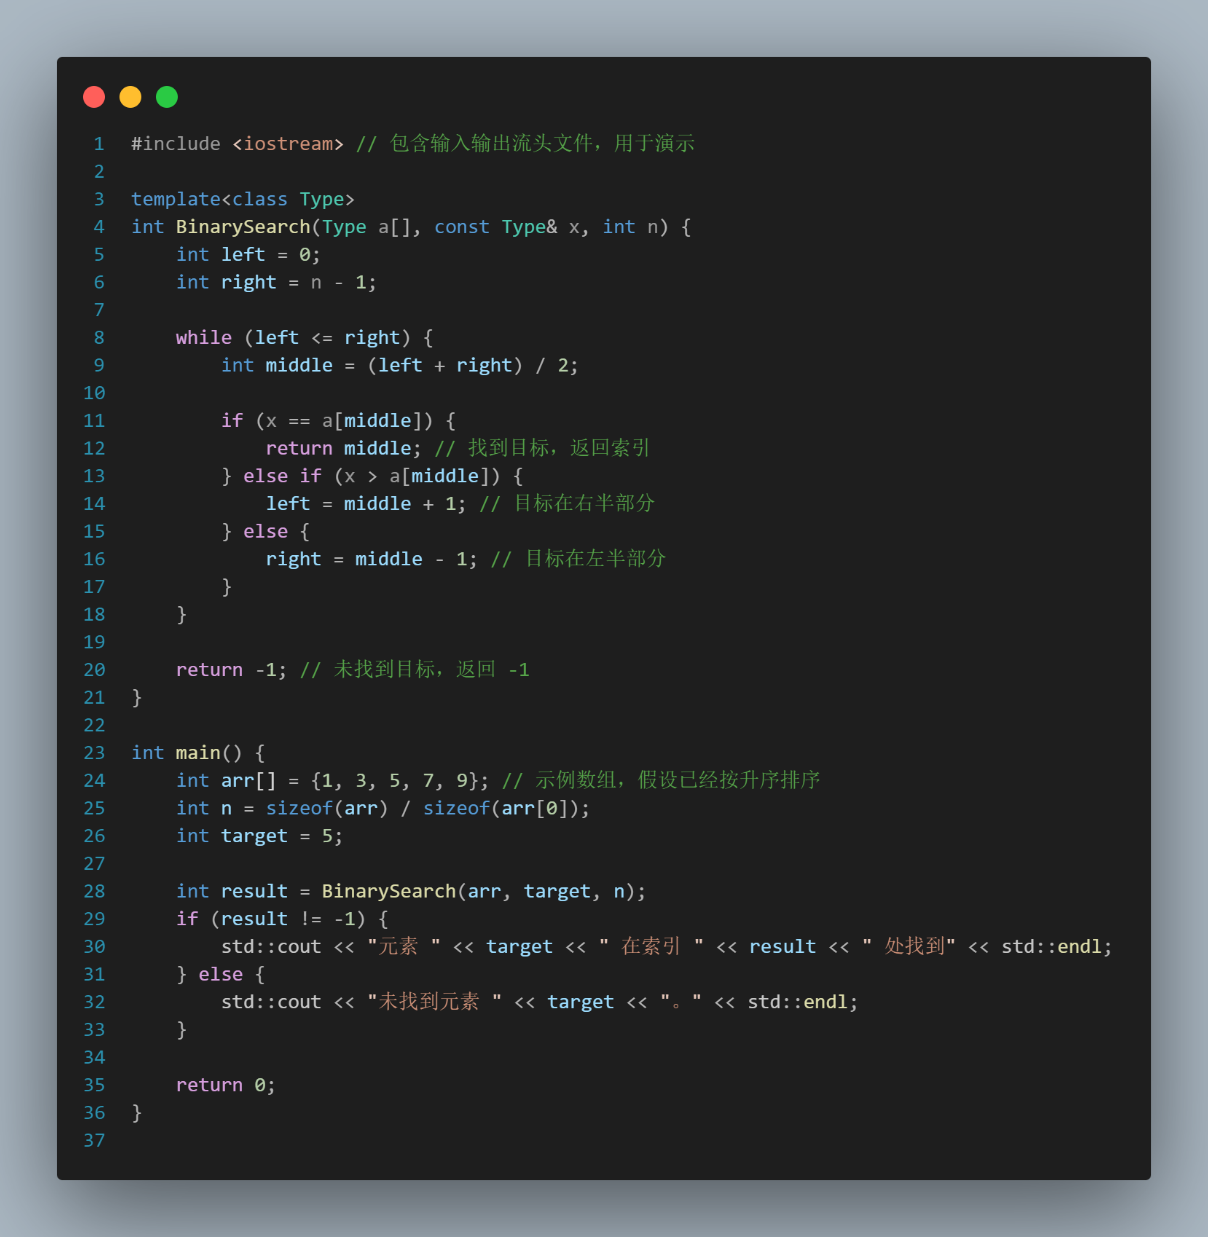 1 #include <iostream> // 包含输入输出流头文件，用于演示
2
3 template<class Type>
4 int BinarySearch(Type a[], const Type& x, int n) {
5     int left = 0;
6     int right = n - 1;
7
8     while (left <= right) {
9         int middle = (left + right) / 2;
10
11         if (x == a[middle]) {
12             return middle; // 找到目标，返回索引
13         } else if (x > a[middle]) {
14             left = middle + 1; // 目标在右半部分
15         } else {
16             right = middle - 1; // 目标在左半部分
17         }
18     }
19
20     return -1; // 未找到目标，返回 -1
21 }
22
23 int main() {
24     int arr[] = {1, 3, 5, 7, 9}; // 示例数组，假设已经按升序排序
25     int n = sizeof(arr) / sizeof(arr[0]);
26     int target = 5;
27
28     int result = BinarySearch(arr, target, n);
29     if (result != -1) {
30         std::cout << "元素 " << target << " 在索引 " << result << " 处找到" << std::endl;
31     } else {
32         std::cout << "未找到元素 " << target << "。" << std::endl;
33     }
34
35     return 0;
36 }
37